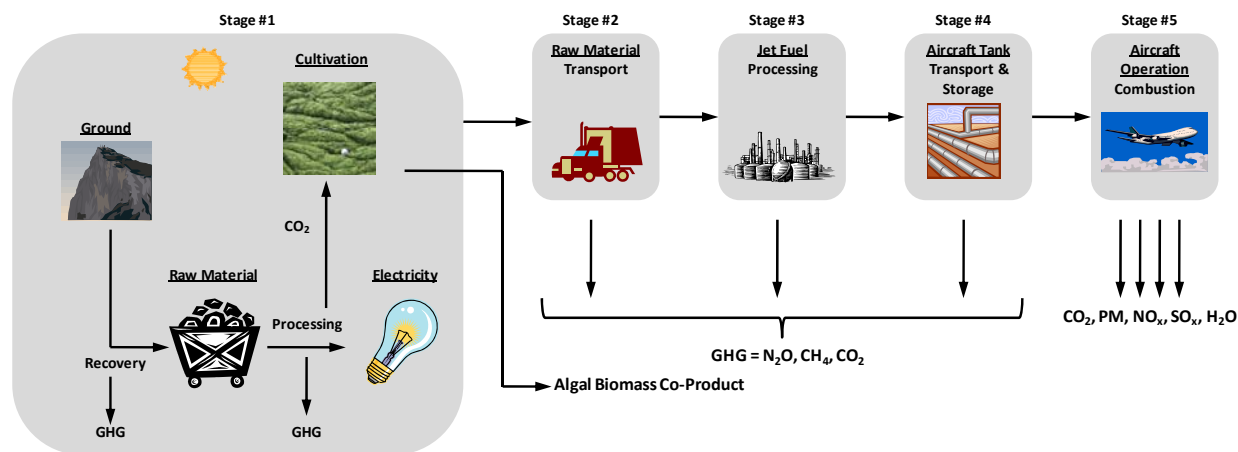 Stage #1
Stage #2
Stage #3
Stage #4
Stage #5
Cultivation
Ground
CO₂
Raw Material
Electricity
Processing
Recovery
GHG
GHG
Raw Material
Transport
Jet Fuel
Processing
Aircraft Tank
Transport &
Storage
Aircraft
Operation
Combustion
GHG = N₂O, CH₄, CO₂
Algal Biomass Co-Product
CO₂, PM, NOₓ, SOₓ, H₂O